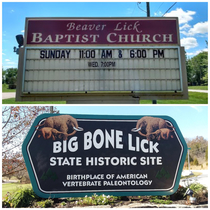 Beaver Lick
BAPTIST CHURCH
SUNDAY 11:00 AM & 6:00 PM
WED. 7:00PM
BIG BONE LICK
STATE HISTORIC SITE
BIRTHPLACE OF AMERICAN
VERTEBRATE PALEONTOLOGY